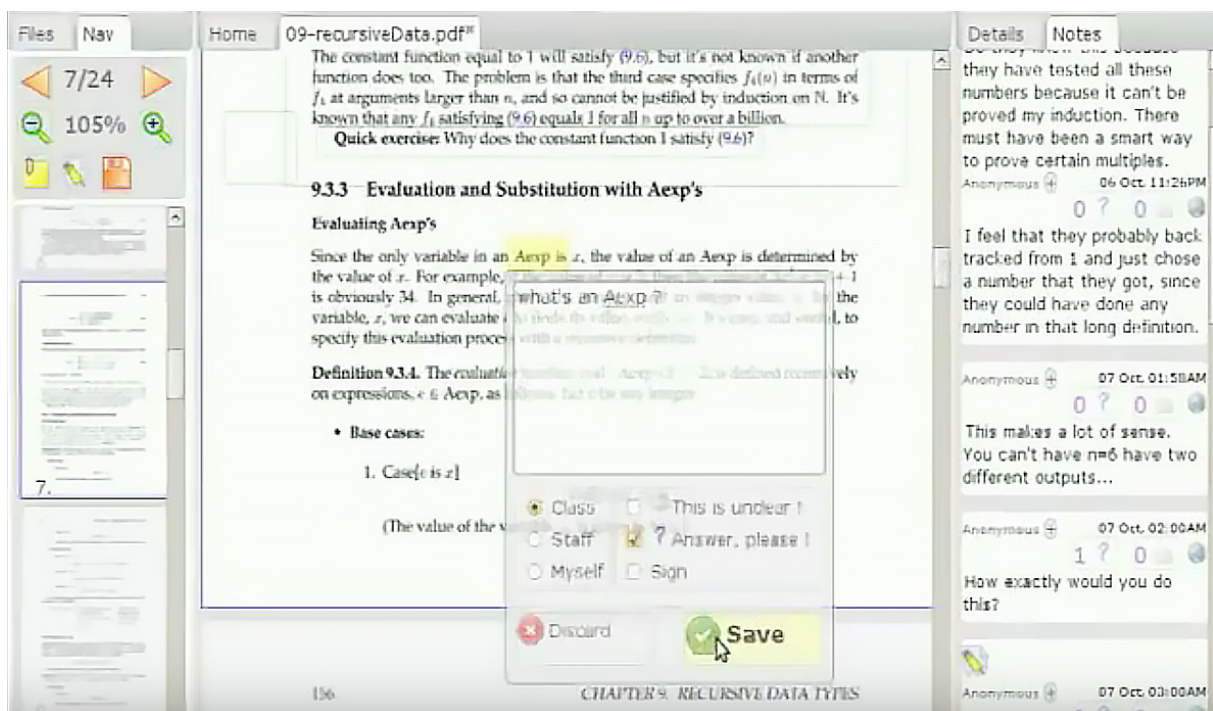 Files Nav
7/24
105%
7.
Home 09-recursiveData.pdf*
The constant function equal to 1 will satisfy (9.6), but it's not known if another
function does too. The problem is that the third case specifies f₄(n) in terms of
f₄ at arguments larger than n, and so cannot be justified by induction on N. It's
known that any f₄ satisfying (9.6) equals 1 for all n up to over a billion.
Quick exercise: Why does the constant function 1 satisfy (9.6)?
9.3.3 Evaluation and Substitution with Aexp's
Evaluating Aexp's
Since the only variable in an Aexp is x, the value of an Aexp is determined by
the value of x. For example, + 1
is obviously 34. In general, the
variable, x, we can evaluate to
specify this evaluation process with a recursive definition
Definition 9.3.4. The
on expressions, e ∈ Aexp, as
• Base cases:
1. Case[e is x]
(The value of the
what's an Aexp ?
Class This is unclear !
Staff ? Answer, please !
Myself Sign
Discard Save
156 CHAPTER 9. RECURSIVE DATA TYPES
Details Notes
Do they know this because
they have tested all these
numbers because it can't be
proved my induction. There
must have been a smart way
to prove certain multiples.
Anonymous + 06 Oct. 11:26PM
0 ? 0
I feel that they probably back
tracked from 1 and just chose
a number that they got, since
they could have done any
number in that long definition.
Anonymous + 07 Oct. 01:58AM
0 ? 0
This makes a lot of sense.
You can't have n=6 have two
different outputs...
Anonymous + 07 Oct. 02:00AM
1 ? 0
How exactly would you do
this?
Anonymous + 07 Oct. 03:00AM